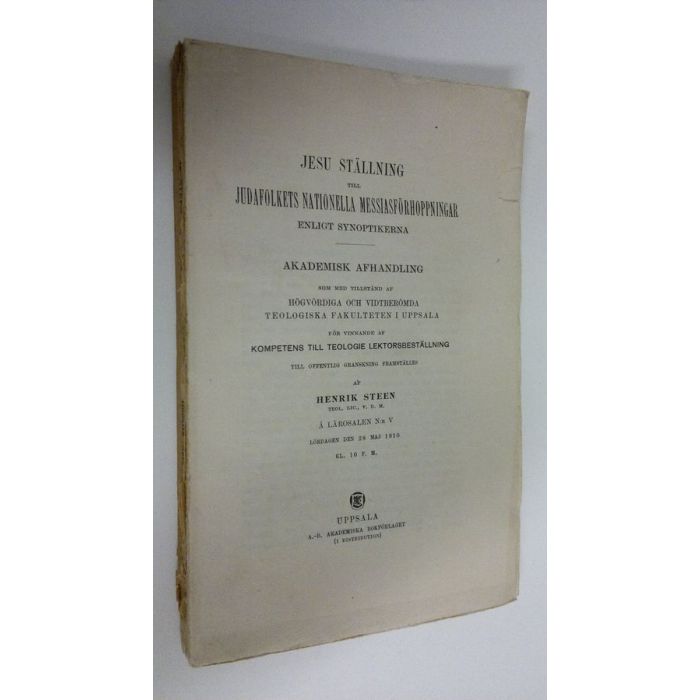 JESU STÄLLNING
TILL
JUDAFOLKETS NATIONELLA MESSIASFÖRHOPPNINGAR
ENLIGT SYNOPTIKERNA
AKADEMISK AFHANDLING
SOM MED TILLSTÅND AF
HÖGVÖRDIGA OCH VIDTBERÖMDA
TEOLOGISKA FAKULTETEN I UPPSALA
FÖR VINNANDE AF
KOMPETENS TILL TEOLOGIE LEKTORSBESTÄLLNING
TILL OFFENTLIG GRANSKNING FRAMSTÄLLES
AF
HENRIK STEEN
TEOL. LIC., V. D. M.
Å LÄROSALEN N:R V
LÖRDAGEN DEN 28 MAJ 1910
KL. 10 F. M.
UPPSALA
A.-B. AKADEMISKA BOKFÖRLAGET
(I DISTRIBUTION)